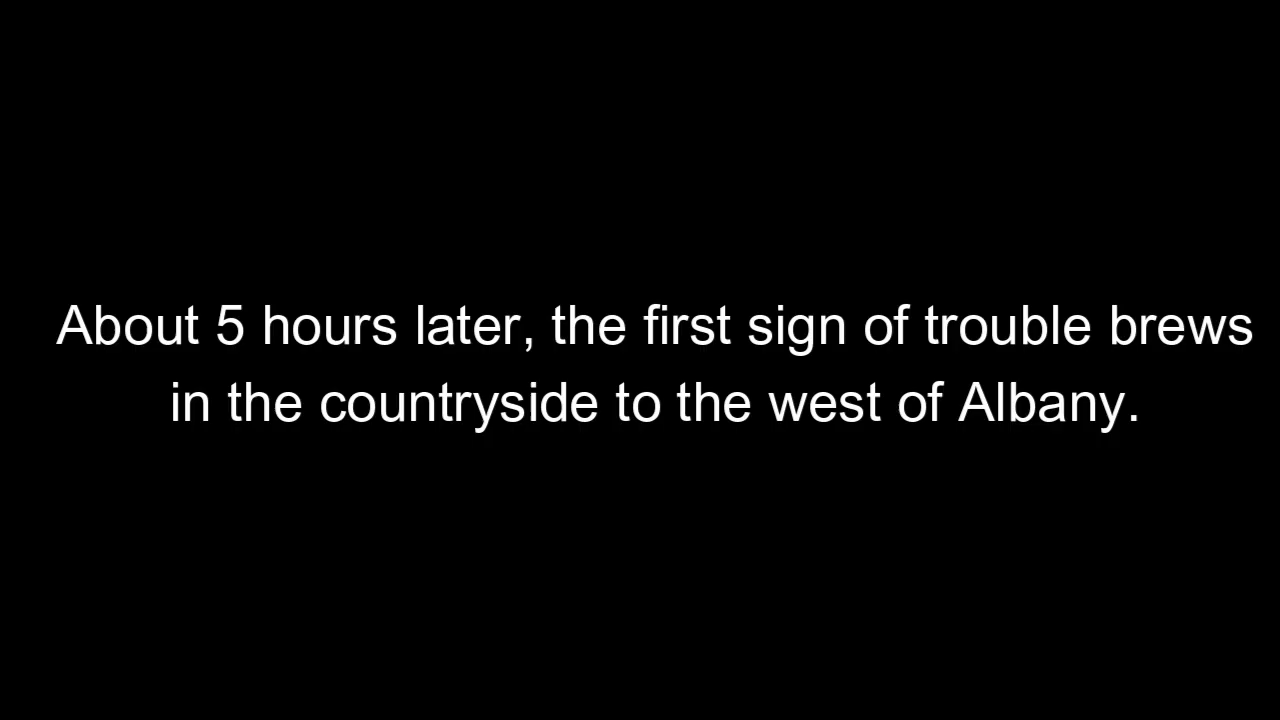 About 5 hours later, the first sign of trouble brews
in the countryside to the west of Albany.